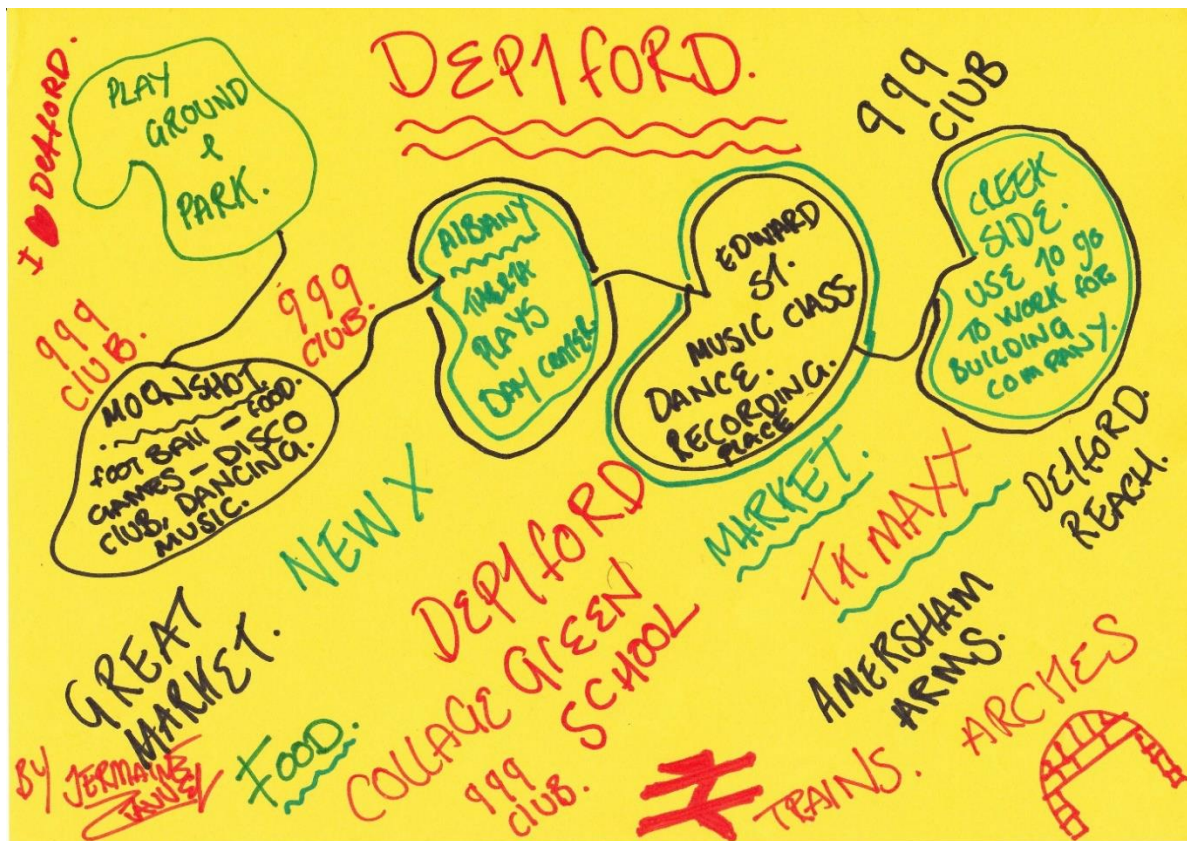 DEPTFORD.
I ❤ Detford.
PLAY
GROUND
&
PARK.
999
CLUB
999
CLUB.
999
CLUB.
ALBANY
PLAYS
DAY CENTER
EDWARD
ST.
MUSIC CLASS.
DANCE.
RECORDING.
PLACE
CREEK
SIDE.
USE TO GO
TO WORK FOR
BUILDING
COMPANY.
MOONSHOT.
FOOTBALL - FOOD.
GAMES - DISCO
CLUB, DANCING.
MUSIC.
NEW X
DEPTFORD
GREEN
SCHOOL
MARKET.
TK MAXX
DETFORD
REACH.
GREAT
MARKET.
FOOD.
COLLAGE
AMERSHAM
ARMS.
ARCHES
TRAINS.
999
CLUB.
BY JERMAINE